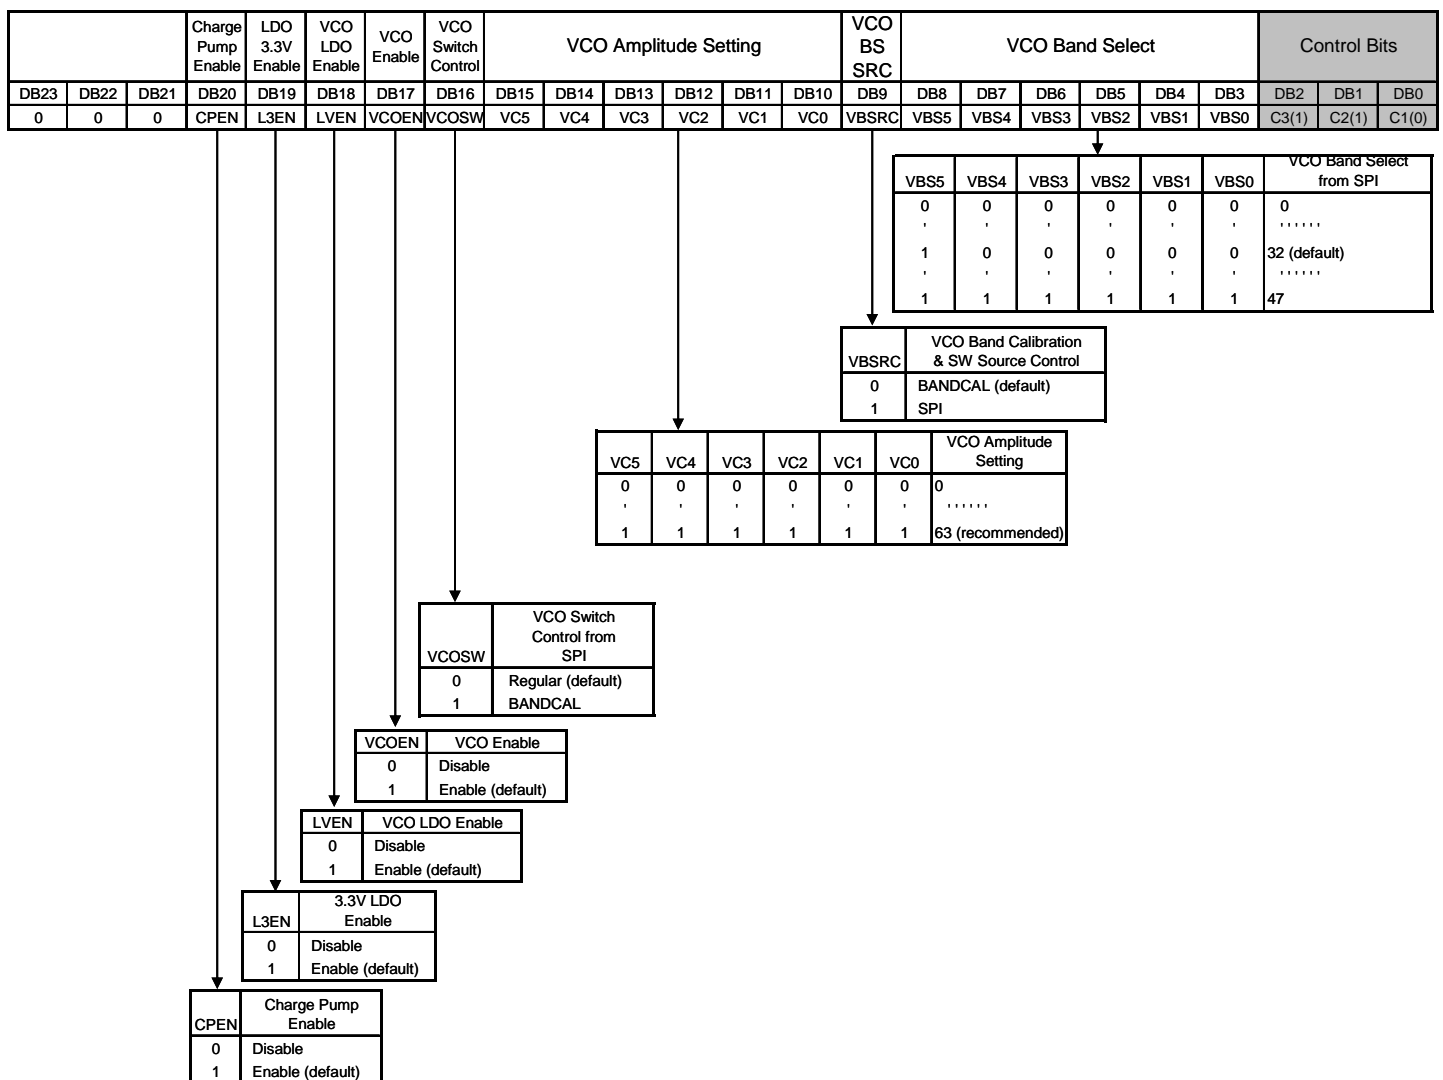 Charge Pump Enable LDO 3.3V Enable VCO LDO Enable VCO Enable VCO Switch Control VCO Amplitude Setting VCO BS SRC VCO Band Select Control Bits
DB23 DB22 DB21 DB20 DB19 DB18 DB17 DB16 DB15 DB14 DB13 DB12 DB11 DB10 DB9 DB8 DB7 DB6 DB5 DB4 DB3 DB2 DB1 DB0
0 0 0 CPEN L3EN LVEN VCOEN VCOSW VC5 VC4 VC3 VC2 VC1 VC0 VBSRC VBS5 VBS4 VBS3 VBS2 VBS1 VBS0 C3(1) C2(1) C1(0)
VBS5 VBS4 VBS3 VBS2 VBS1 VBS0 VCO Band Select from SPI
0 0 0 0 0 0 0
' ' ' ' ' ' ' ' ' ' ' '
1 0 0 0 0 0 32 (default)
' ' ' ' ' ' ' ' ' ' ' '
1 1 1 1 1 1 47
VBSRC VCO Band Calibration & SW Source Control
0 BANDCAL (default)
1 SPI
VC5 VC4 VC3 VC2 VC1 VC0 VCO Amplitude Setting
0 0 0 0 0 0 0
' ' ' ' ' ' ' ' ' ' ' '
1 1 1 1 1 1 63 (recommended)
VCOSW VCO Switch Control from SPI
0 Regular (default)
1 BANDCAL
VCOEN VCO Enable
0 Disable
1 Enable (default)
LVEN VCO LDO Enable
0 Disable
1 Enable (default)
L3EN 3.3V LDO Enable
0 Disable
1 Enable (default)
CPEN Charge Pump Enable
0 Disable
1 Enable (default)